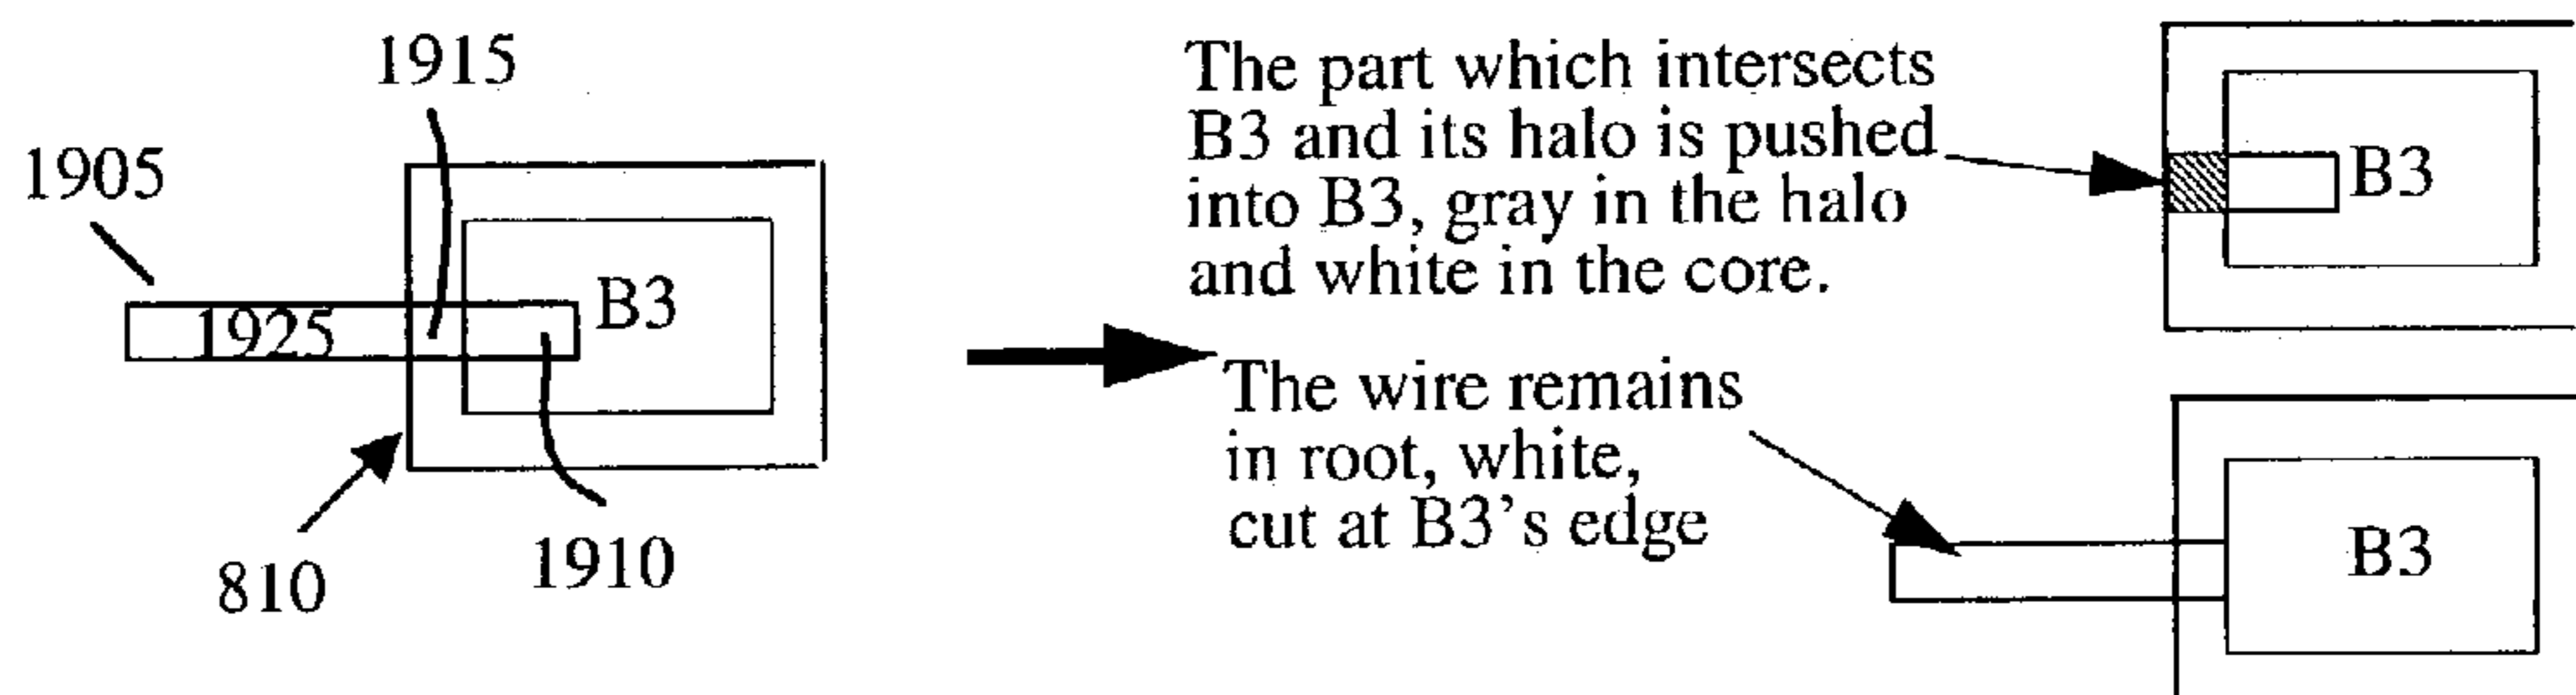 1915
1905
1925
B3
810
1910
The part which intersects
B3 and its halo is pushed
into B3, gray in the halo
and white in the core.
B3
The wire remains
in root, white,
cut at B3's edge
B3